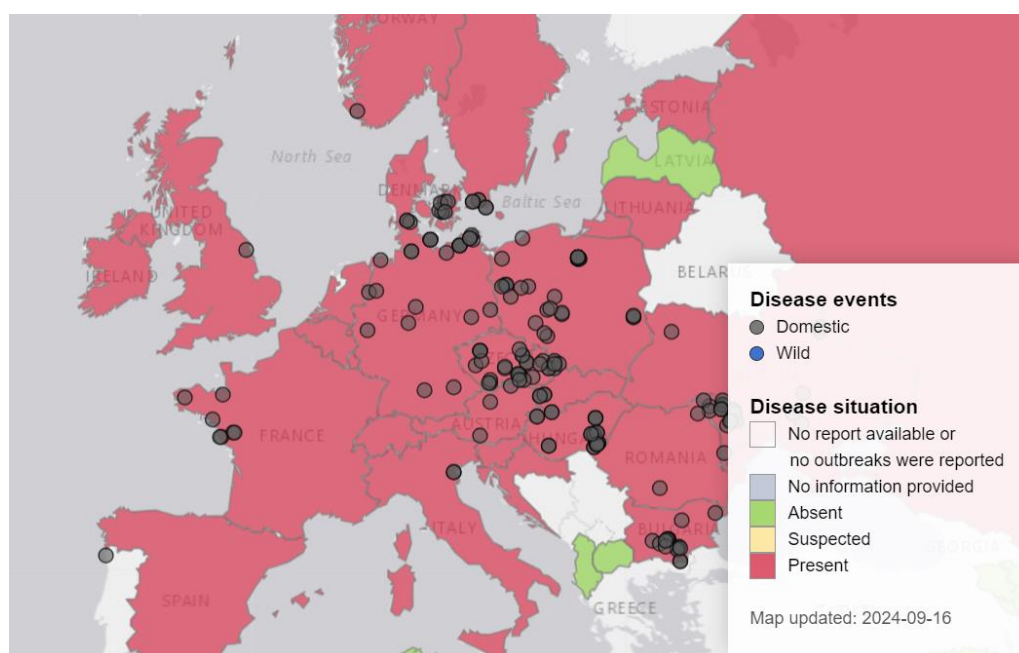 NORWAY
ESTONIA
North Sea
LATVIA
DENMARK
Baltic Sea
LITHUANIA
UNITED
KINGDOM
IRELAND
BELARUS
GERMANY
FRANCE
AUSTRIA
HUNGARY
ROMANIA
ITALY
BULGARIA
SPAIN
GREECE
GEORGIA
Disease events
Domestic
Wild
Disease situation
No report available or
no outbreaks were reported
No information provided
Absent
Suspected
Present
Map updated: 2024-09-16